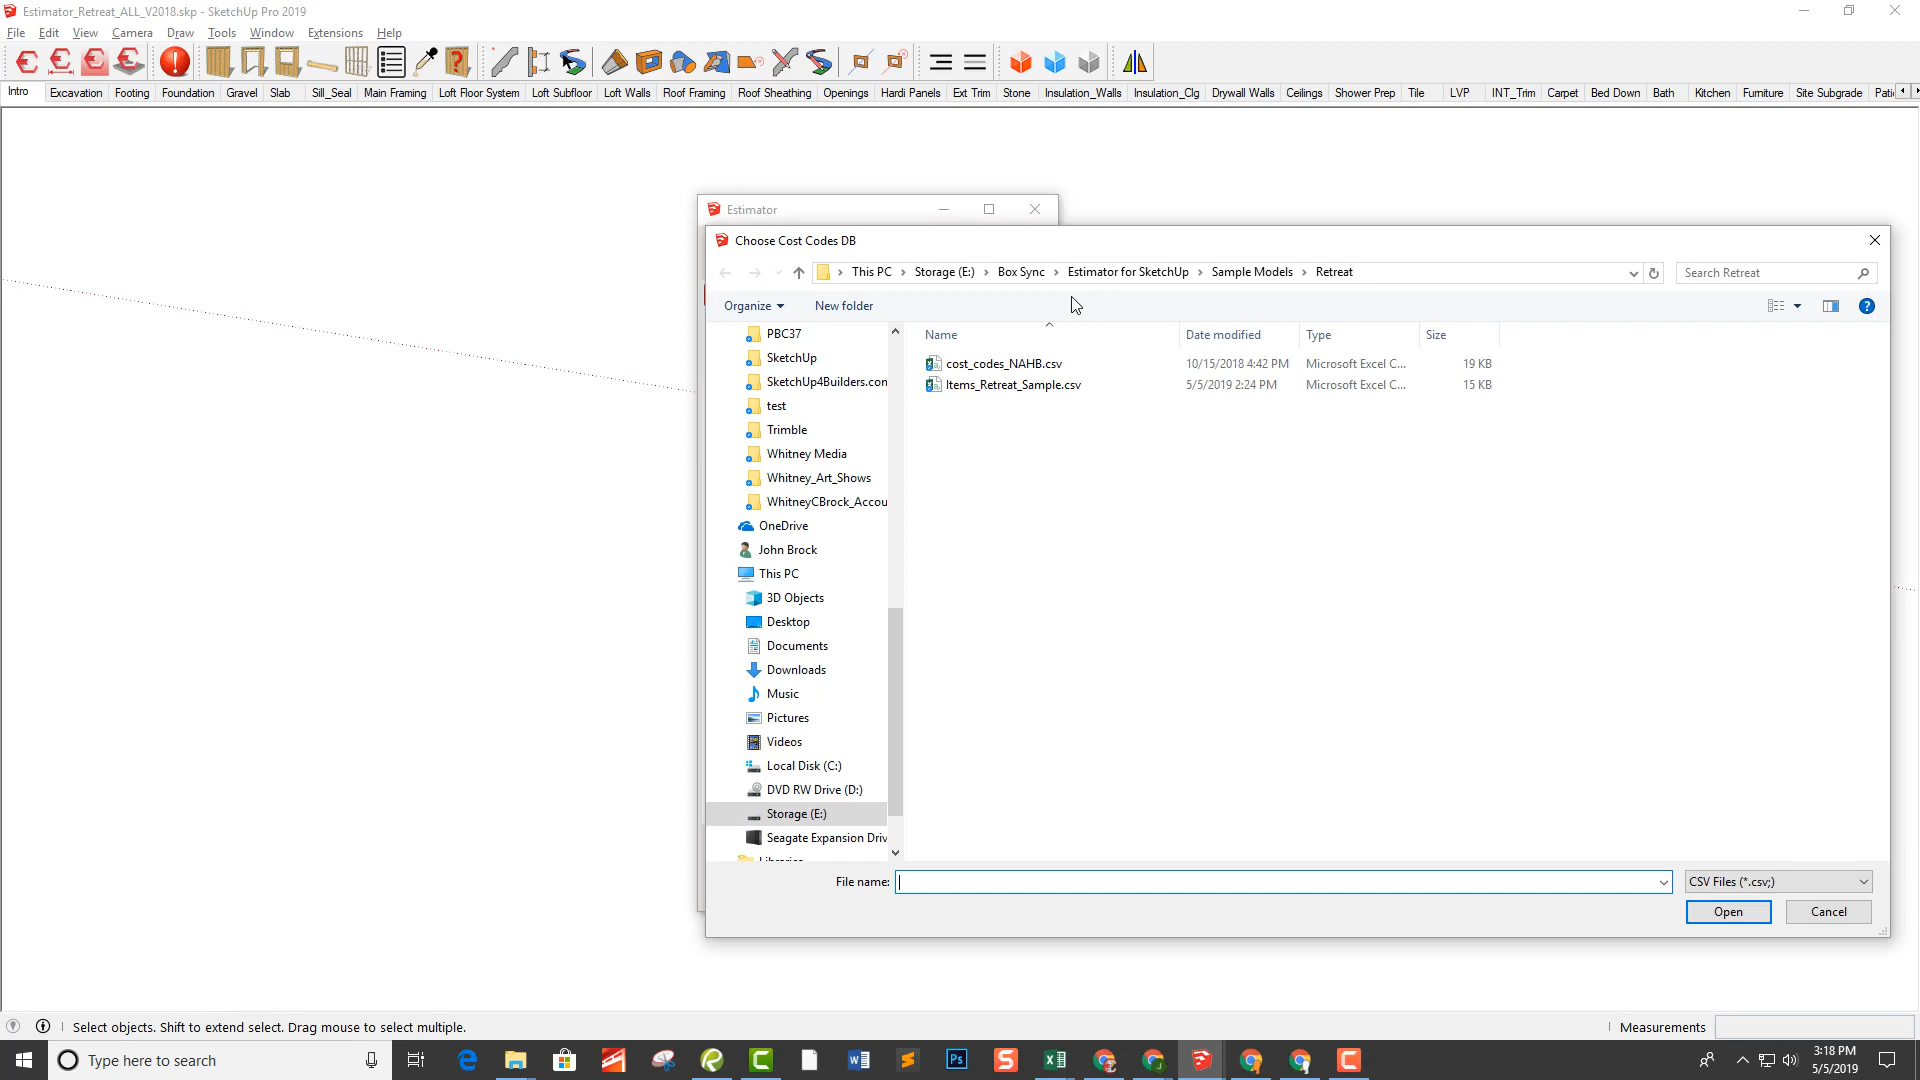 Estimator_Retreat_ALL_V2018.skp - SketchUp Pro 2019
File Edit View Camera Draw Tools Window Extensions Help
Intro Excavation Footing Foundation Gravel Slab Sill_Seal Main Framing Loft Floor System Loft Subfloor Loft Walls Roof Framing Roof Sheathing Openings Hardi Panels Ext Trim Stone Insulation_Walls Insulation_Clg Drywall Walls Ceilings Shower Prep Tile LVP INT_Trim Carpet Bed Down Bath Kitchen Furniture Site Subgrade Pati
Estimator
Choose Cost Codes DB
This PC > Storage (E:) > Box Sync > Estimator for SketchUp > Sample Models > Retreat
Search Retreat
Organize New folder
Name Date modified Type Size
cost_codes_NAHB.csv 10/15/2018 4:42 PM Microsoft Excel C... 19 KB
Items_Retreat_Sample.csv 5/5/2019 2:24 PM Microsoft Excel C... 15 KB
PBC37
SketchUp
SketchUp4Builders.con
test
Trimble
Whitney Media
Whitney_Art_Shows
WhitneyCBrock_Accou
OneDrive
John Brock
This PC
3D Objects
Desktop
Documents
Downloads
Music
Pictures
Videos
Local Disk (C:)
DVD RW Drive (D:)
Storage (E:)
Seagate Expansion Driv
Libraries
File name:
CSV Files (*.csv;)
Open Cancel
Select objects. Shift to extend select. Drag mouse to select multiple.
Measurements
Type here to search
3:18 PM
5/5/2019